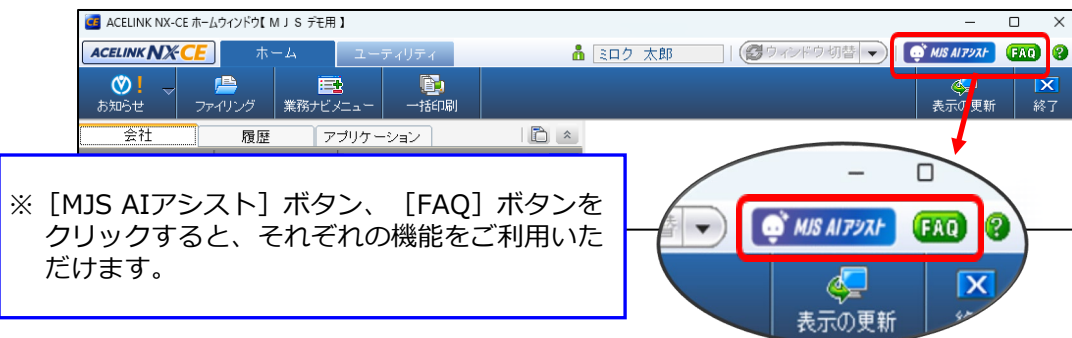 ACELINK NX-CE ホームウィンドウ【 M J S デモ用 】
ACELINK NX-CE ホーム ユーティリティ ミロク 太郎 ウィンドウ切替 MJS AIアシスト FAQ ?
お知らせ ファイリング 業務ナビメニュー 一括印刷 表示の更新 終了
会社 履歴 アプリケーション
※［MJS AIアシスト］ボタン、［FAQ］ボタンを
クリックすると、それぞれの機能をご利用いた
だけます。
MJS AIアシスト FAQ ?
表示の更新